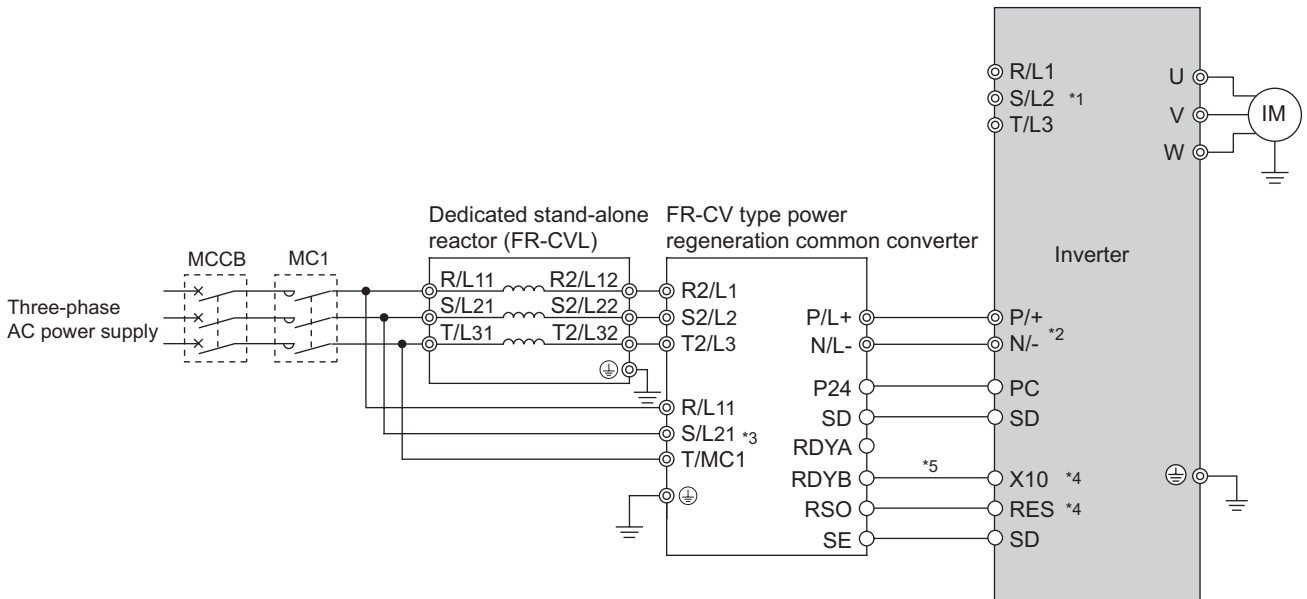 R/L1
S/L2 *1
T/L3
U
V
W
IM
Dedicated stand-alone
reactor (FR-CVL)
FR-CV type power
regeneration common converter
Inverter
MCCB
MC1
Three-phase
AC power supply
R/L11
R2/L12
S/L21
S2/L22
T/L31
T2/L32
R2/L1
S2/L2
T2/L3
R/L11
S/L21 *3
T/MC1
P/L+
N/L-
P24
SD
RDYA
RDYB
RSO
SE
*5
P/+
N/- *2
PC
SD
X10 *4
RES *4
SD